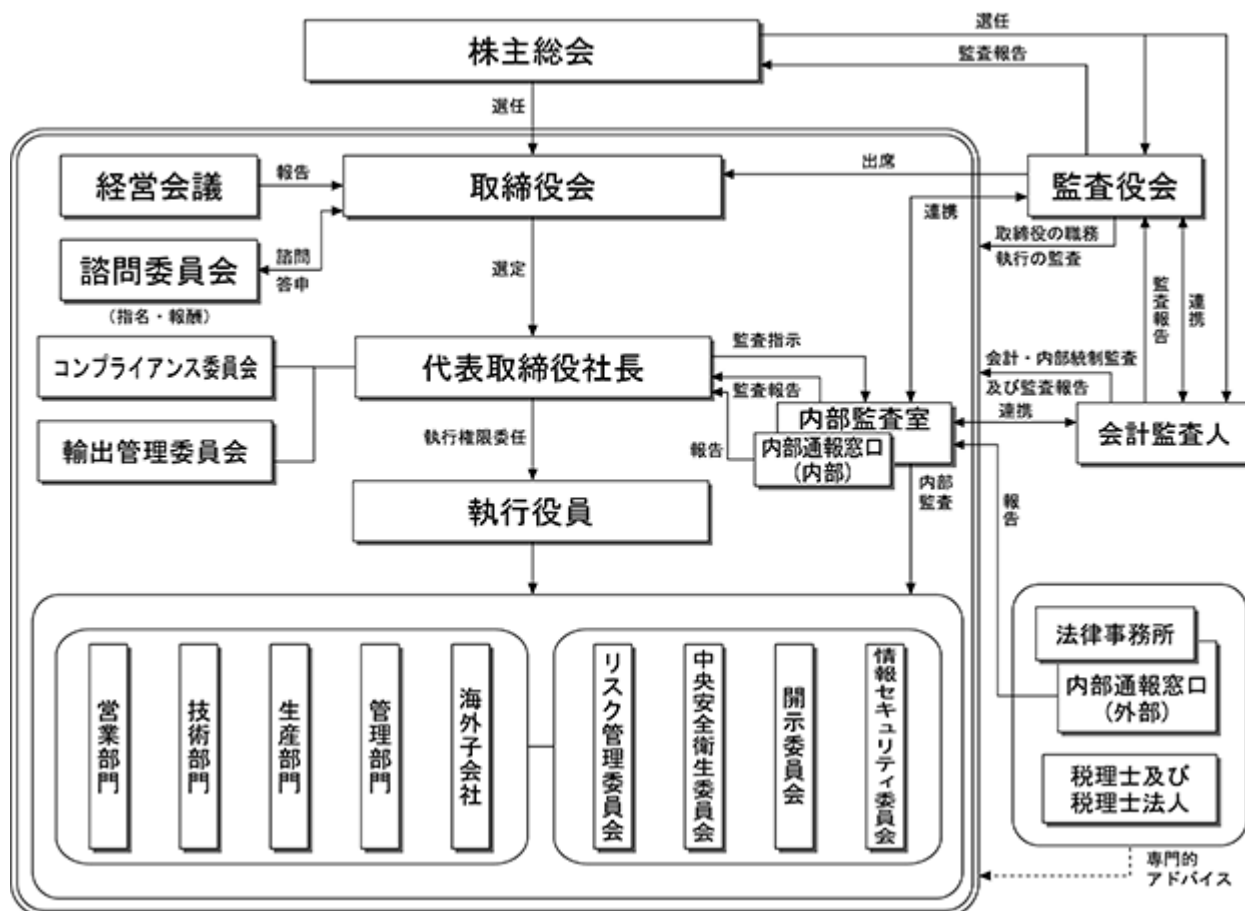 選任
株主総会
監査報告
選任
経営会議
報告
取締役会
出席
監査役会
連携
諮問委員会
諮問
答申
(指名・報酬)
選定
取締役の職務
執行の監査
監査報告
連携
コンプライアンス委員会
代表取締役社長
監査指示
監査報告
会計・内部統制監査
及び監査報告
連携
輸出管理委員会
執行権限委任
報告
内部監査室
内部通報窓口
(内部)
会計監査人
内部
監査
執行役員
報告
法律事務所
内部通報窓口
(外部)
税理士及び
税理士法人
営業部門
技術部門
生産部門
管理部門
海外子会社
リスク管理委員会
中央安全衛生委員会
開示委員会
情報セキュリティ委員会
専門的
アドバイス